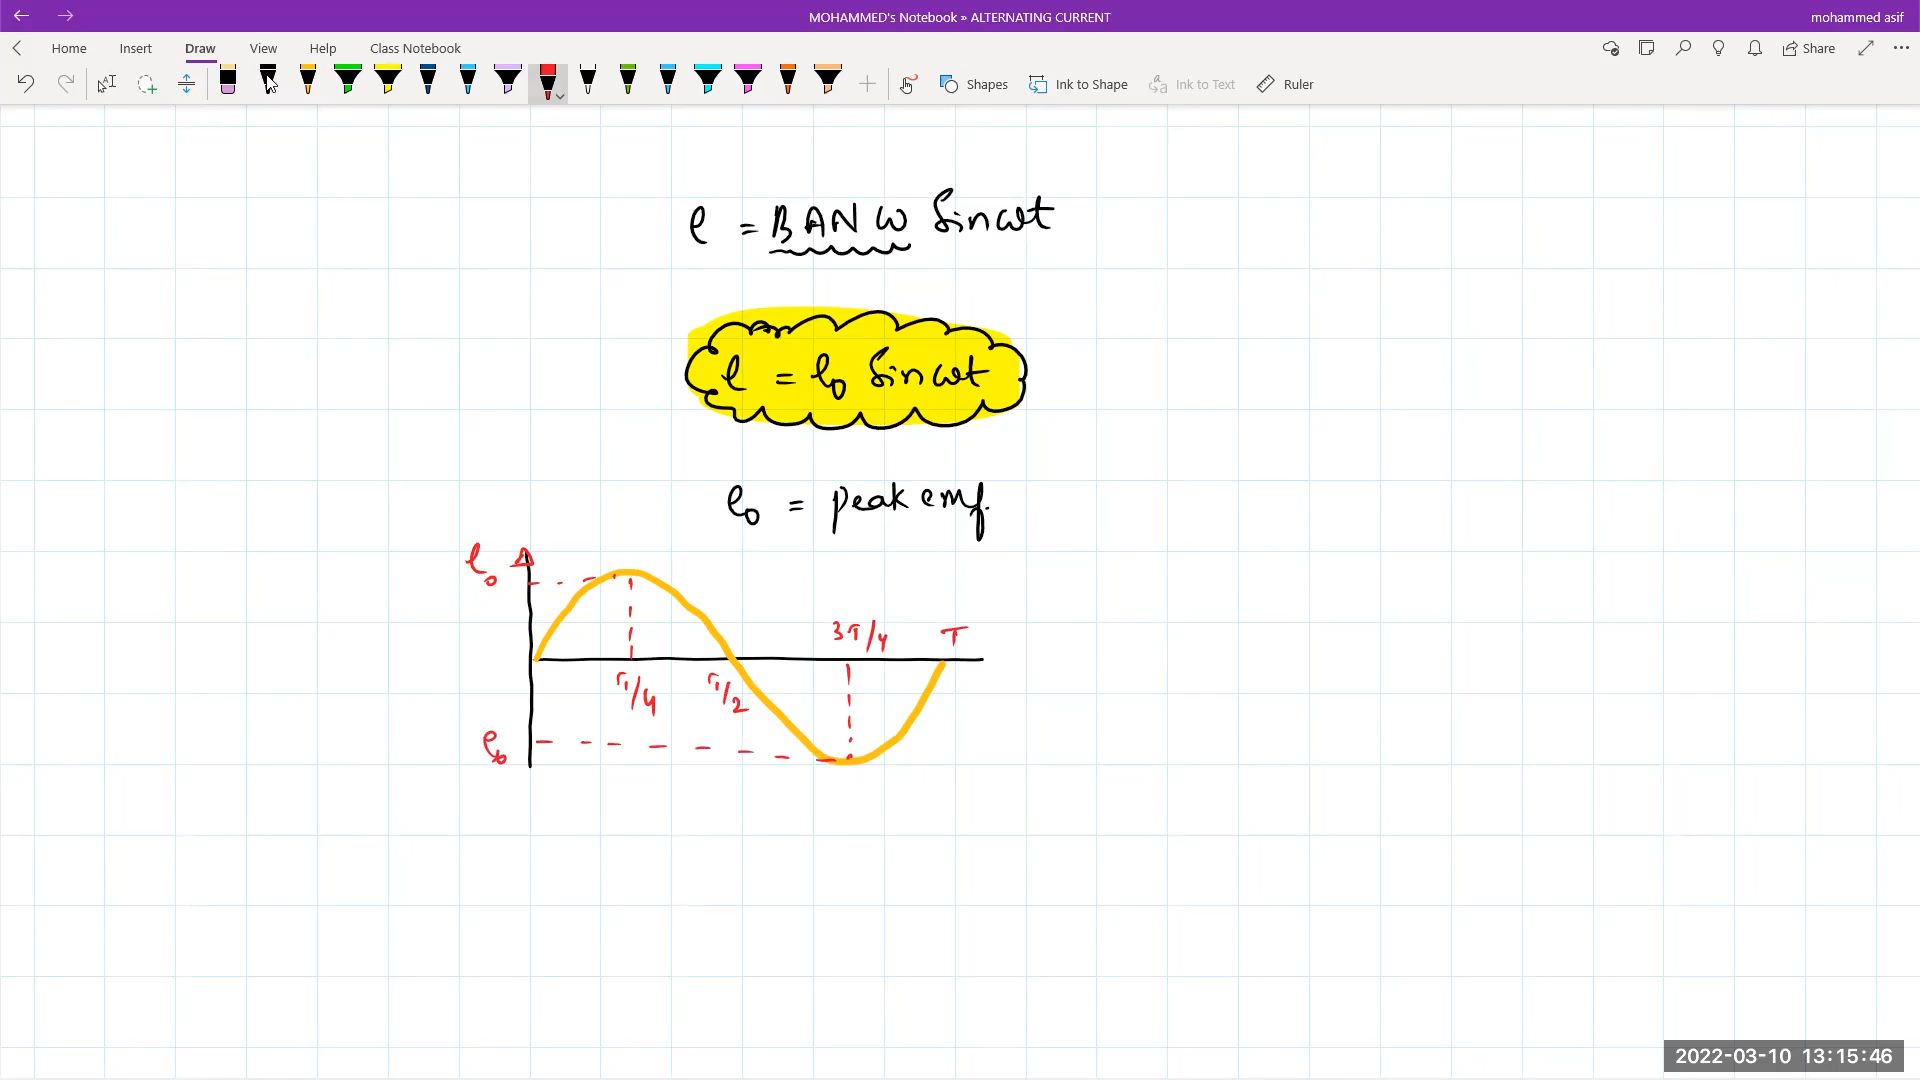 MOHAMMED's Notebook » ALTERNATING CURRENT
mohammed asif
Home Insert Draw View Help Class Notebook Share
Shapes Ink to Shape Ink to Text Ruler
e = BANω Sinωt
e = e₀ Sinωt
e₀ = peak emf.
e₀
3T/4 T
T/4 T/2
e₀
2022-03-10 13:15:46